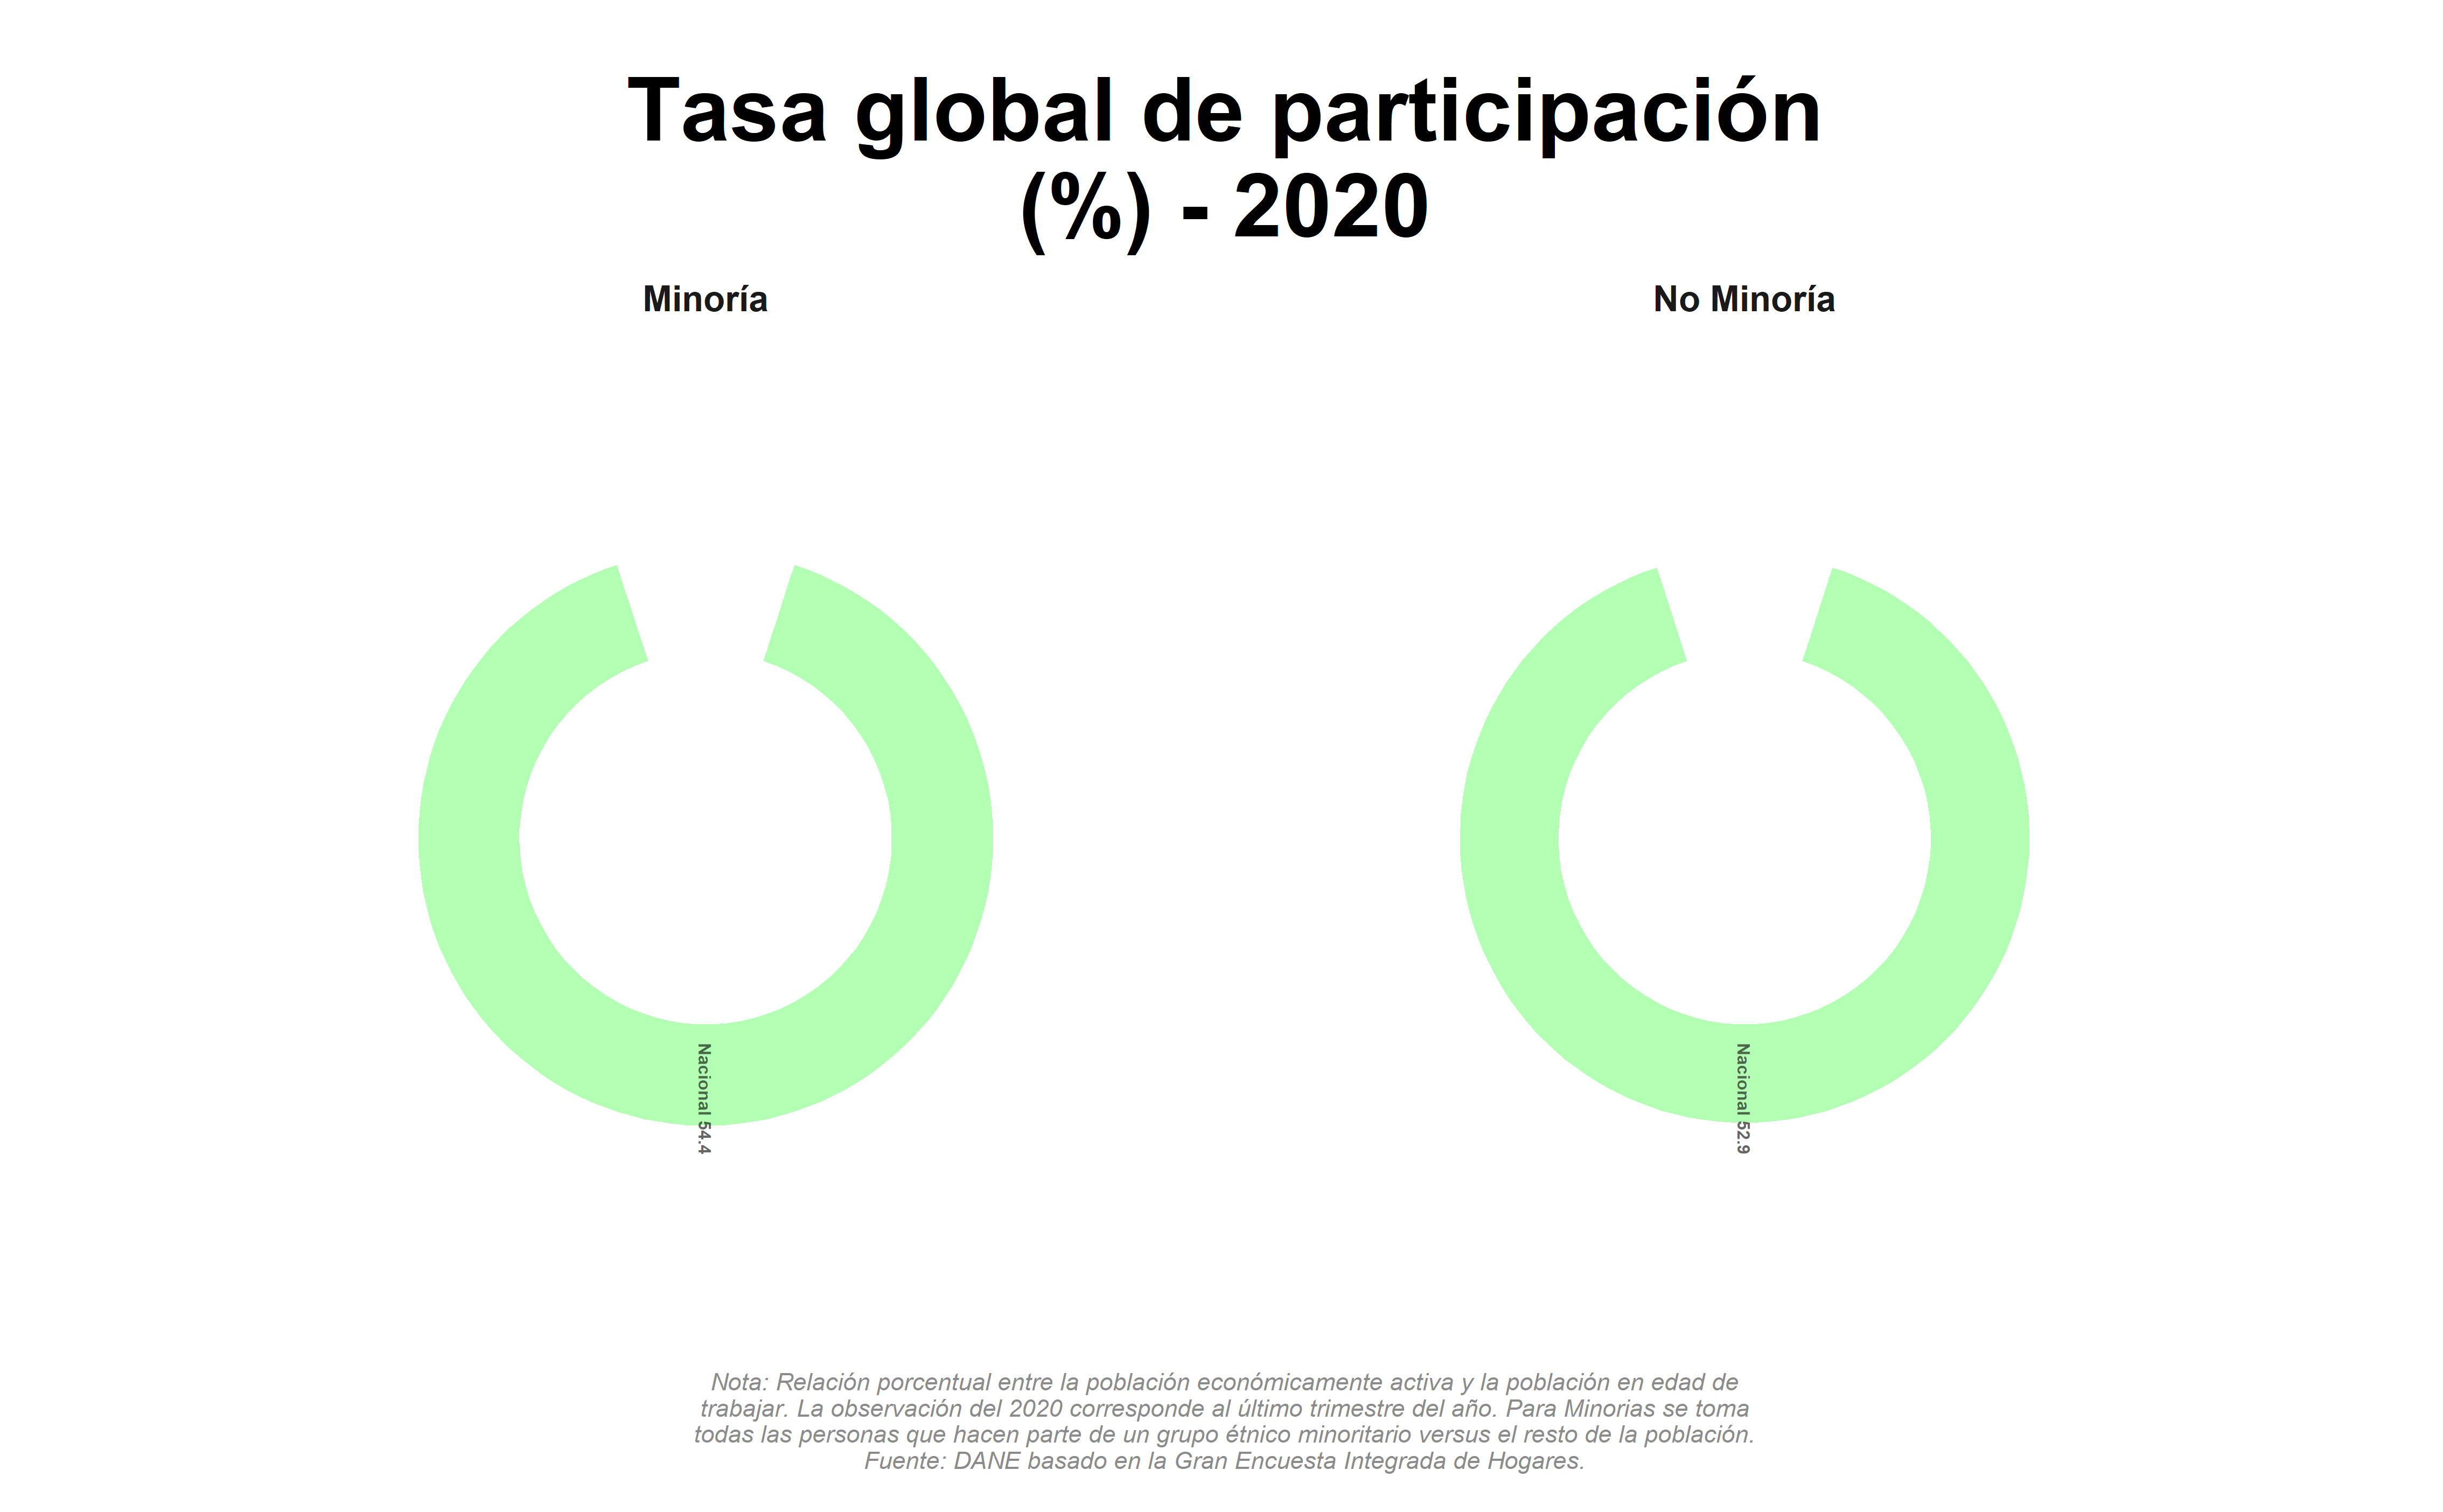 Tasa global de participación
(%) - 2020
Minoría
No Minoría
Nacional 54.4
Nacional 52.9
Nota: Relación porcentual entre la población económicamente activa y la población en edad de
trabajar. La observación del 2020 corresponde al último trimestre del año. Para Minorias se toma
todas las personas que hacen parte de un grupo étnico minoritario versus el resto de la población.
Fuente: DANE basado en la Gran Encuesta Integrada de Hogares.